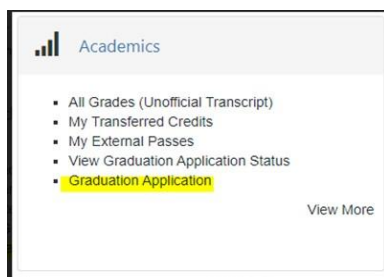 Academics
All Grades (Unofficial Transcript)
My Transferred Credits
My External Passes
View Graduation Application Status
Graduation Application
View More